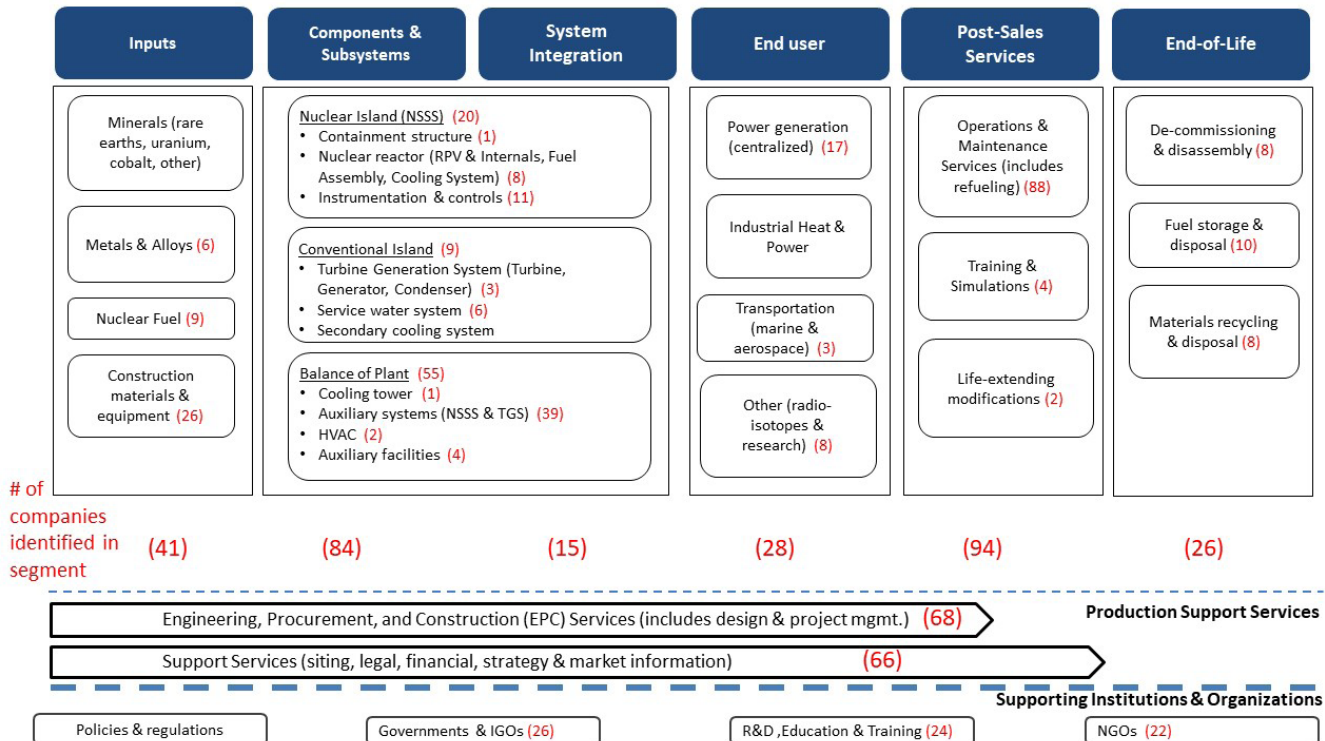 Inputs
Components &
Subsystems
System
Integration
End user
Post-Sales
Services
End-of-Life
Minerals (rare
earths, uranium,
cobalt, other)
Metals & Alloys (6)
Nuclear Fuel (9)
Construction
materials &
equipment (26)
Nuclear Island (NSSS) (20)
• Containment structure (1)
• Nuclear reactor (RPV & Internals, Fuel
Assembly, Cooling System) (8)
• Instrumentation & controls (11)
Conventional Island (9)
• Turbine Generation System (Turbine,
Generator, Condenser) (3)
• Service water system (6)
• Secondary cooling system
Balance of Plant (55)
• Cooling tower (1)
• Auxiliary systems (NSSS & TGS) (39)
• HVAC (2)
• Auxiliary facilities (4)
Power generation
(centralized) (17)
Industrial Heat &
Power
Transportation
(marine &
aerospace) (3)
Other (radio-
isotopes &
research) (8)
Operations &
Maintenance
Services (includes
refueling) (88)
Training &
Simulations (4)
Life-extending
modifications (2)
De-commissioning
& disassembly (8)
Fuel storage &
disposal (10)
Materials recycling
& disposal (8)
# of
companies
identified in
segment
(41)
(84)
(15)
(28)
(94)
(26)
Engineering, Procurement, and Construction (EPC) Services (includes design & project mgmt.) (68)
Production Support Services
Support Services (siting, legal, financial, strategy & market information) (66)
Supporting Institutions & Organizations
Policies & regulations
Governments & IGOs (26)
R&D ,Education & Training (24)
NGOs (22)